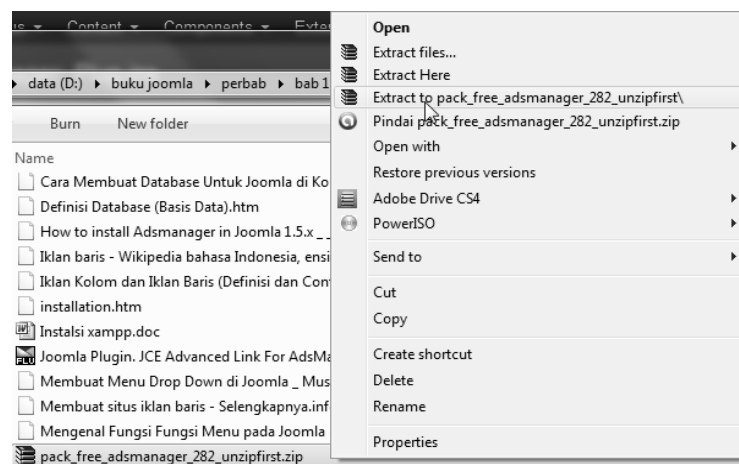 Content Components
data (D:) buku joomla perbab bab 1
Burn New folder
Name
Cara Membuat Database Untuk Joomla di Ko
Definisi Database (Basis Data).htm
How to install Adsmanager in Joomla 1.5.x _
Iklan baris - Wikipedia bahasa Indonesia, ensi
Iklan Kolom dan Iklan Baris (Definisi dan Con
installation.htm
Instalsi xampp.doc
Joomla Plugin. JCE Advanced Link For AdsMa
Membuat Menu Drop Down di Joomla _ Mus
Membuat situs iklan baris - Selengkapnya.inf
Mengenal Fungsi Fungsi Menu pada Joomla
pack_free_adsmanager_282_unzipfirst.zip
Open
Extract files...
Extract Here
Extract to pack_free_adsmanager_282_unzipfirst\
Pindai pack_free_adsmanager_282_unzipfirst.zip
Open with
Restore previous versions
Adobe Drive CS4
PowerISO
Send to
Cut
Copy
Create shortcut
Delete
Rename
Properties